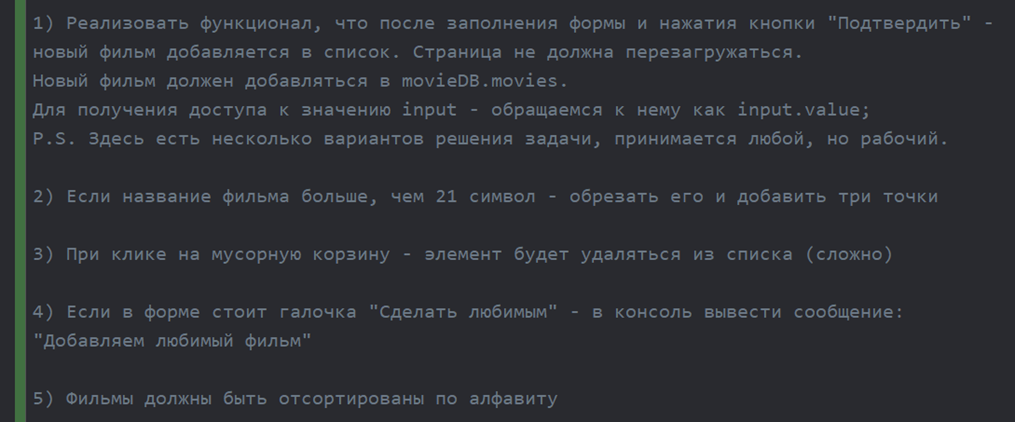 1) Реализовать функционал, что после заполнения формы и нажатия кнопки "Подтвердить" -
новый фильм добавляется в список. Страница не должна перезагружаться.
Новый фильм должен добавляться в movieDB.movies.
Для получения доступа к значению input - обращаемся к нему как input.value;
P.S. Здесь есть несколько вариантов решения задачи, принимается любой, но рабочий.
2) Если название фильма больше, чем 21 символ - обрезать его и добавить три точки
3) При клике на мусорную корзину - элемент будет удаляться из списка (сложно)
4) Если в форме стоит галочка "Сделать любимым" - в консоль вывести сообщение:
"Добавляем любимый фильм"
5) Фильмы должны быть отсортированы по алфавиту